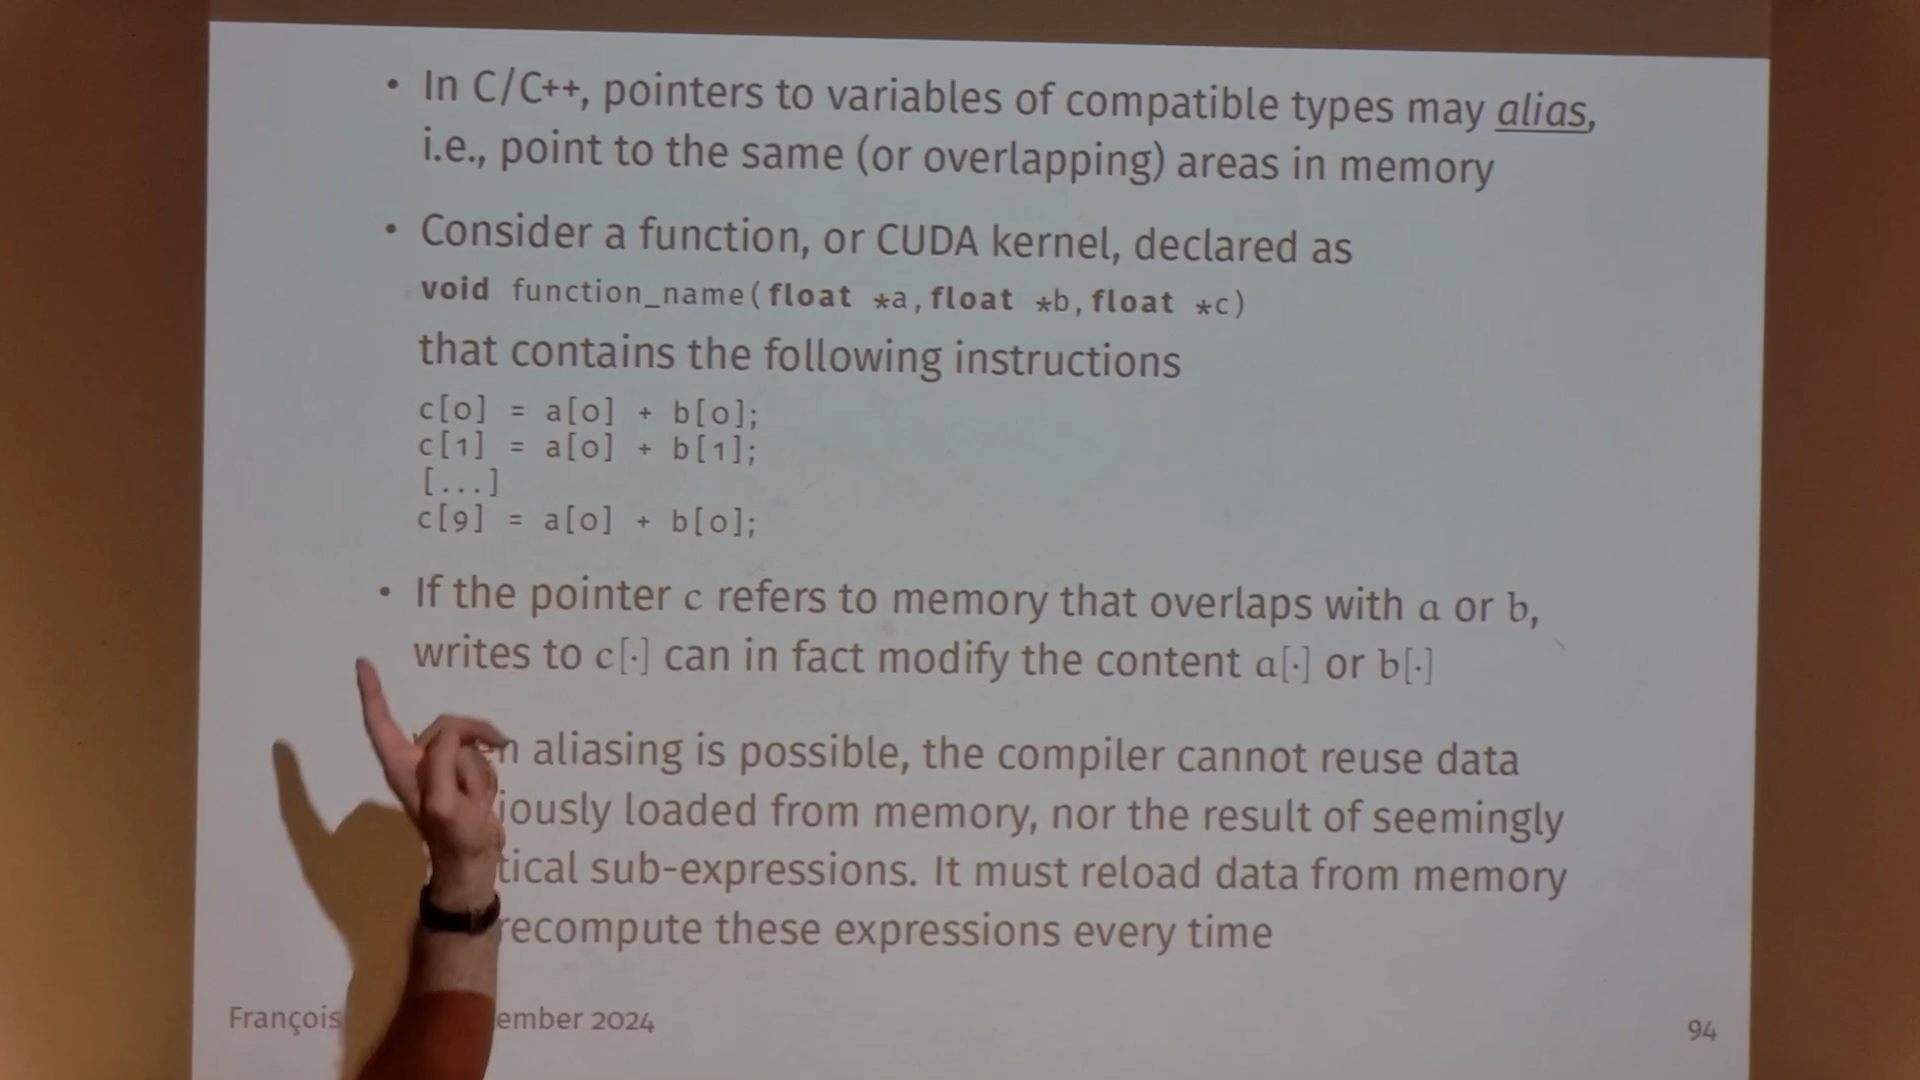 • In C/C++, pointers to variables of compatible types may alias,
i.e., point to the same (or overlapping) areas in memory
• Consider a function, or CUDA kernel, declared as
void function_name(float *a,float *b,float *c)
that contains the following instructions
c[0] = a[0] + b[0];
c[1] = a[0] + b[1];
[...]
c[9] = a[0] + b[0];
• If the pointer c refers to memory that overlaps with a or b,
writes to c[·] can in fact modify the content a[·] or b[·]
aliasing is possible, the compiler cannot reuse data
iously loaded from memory, nor the result of seemingly
tical sub-expressions. It must reload data from memory
recompute these expressions every time
François ember 2024
94